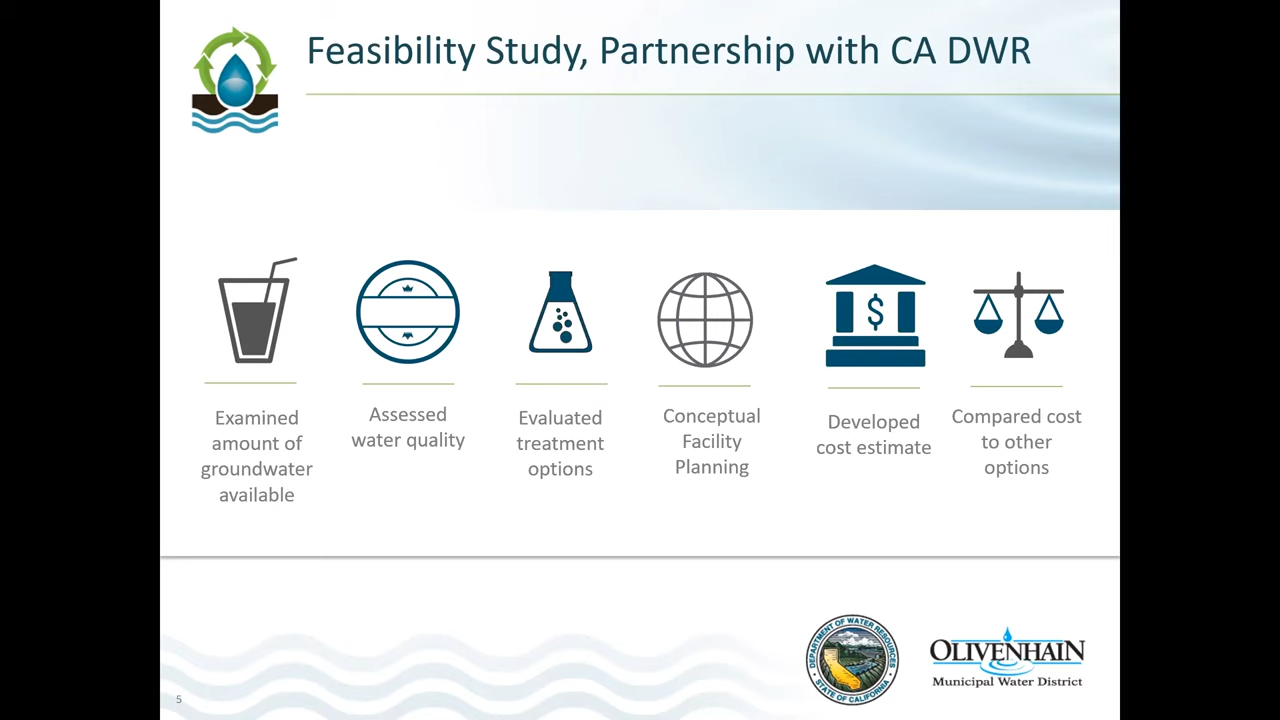 Feasibility Study, Partnership with CA DWR
$
Examined
amount of
groundwater
available
Assessed
water quality
Evaluated
treatment
options
Conceptual
Facility
Planning
Developed
cost estimate
Compared cost
to other
options
DEPARTMENT OF WATER RESOURCES
STATE OF CALIFORNIA
OLIVENHAIN
Municipal Water District
5